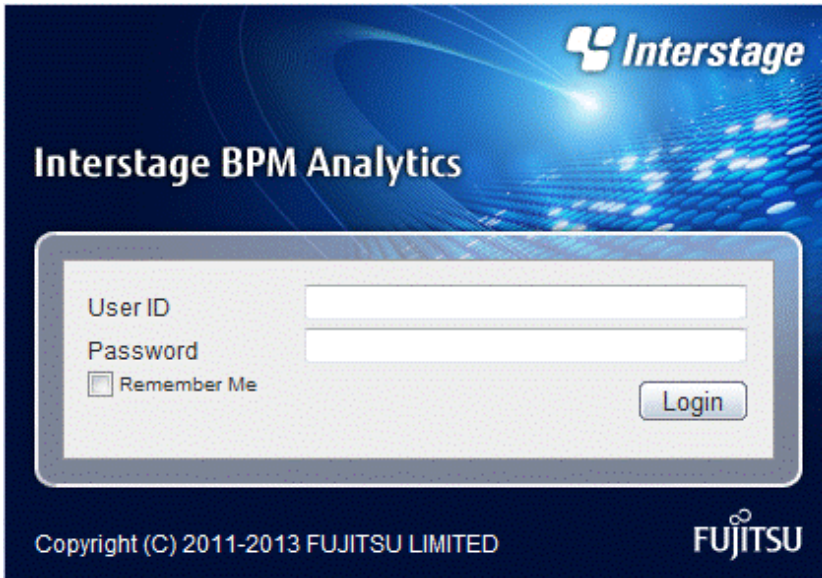 Interstage
Interstage BPM Analytics
User ID
Password
Remember Me
Login
Copyright (C) 2011-2013 FUJITSU LIMITED
FUJITSU